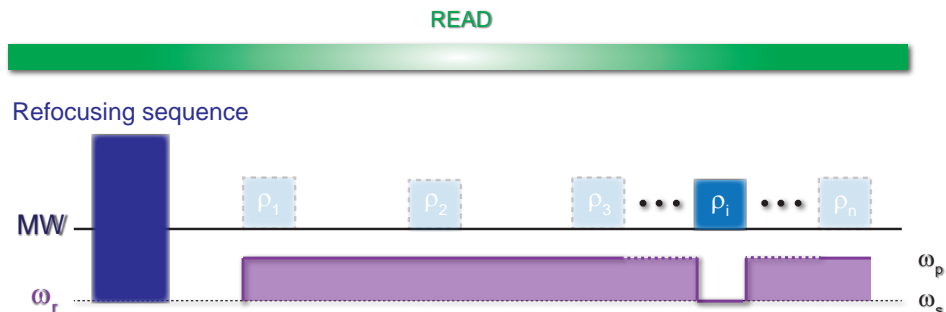 READ
Refocusing sequence
MW
ρ₁ ρ₂ ρ₃ ••• ρᵢ ••• ρₙ
ωₚ
ωᵣ
ωₛ